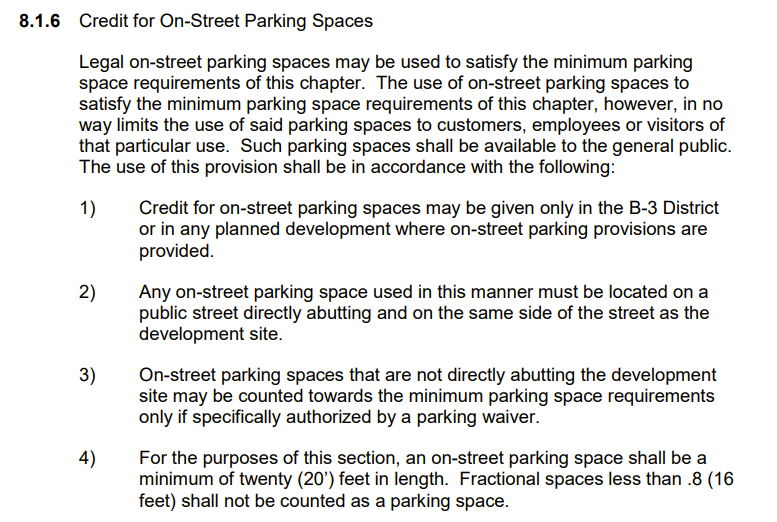 8.1.6 Credit for On-Street Parking Spaces
Legal on-street parking spaces may be used to satisfy the minimum parking
space requirements of this chapter.  The use of on-street parking spaces to
satisfy the minimum parking space requirements of this chapter, however, in no
way limits the use of said parking spaces to customers, employees or visitors of
that particular use.  Such parking spaces shall be available to the general public.
The use of this provision shall be in accordance with the following:
1) Credit for on-street parking spaces may be given only in the B-3 District
or in any planned development where on-street parking provisions are
provided.
2) Any on-street parking space used in this manner must be located on a
public street directly abutting and on the same side of the street as the
development site.
3) On-street parking spaces that are not directly abutting the development
site may be counted towards the minimum parking space requirements
only if specifically authorized by a parking waiver.
4) For the purposes of this section, an on-street parking space shall be a
minimum of twenty (20’) feet in length.  Fractional spaces less than .8 (16
feet) shall not be counted as a parking space.